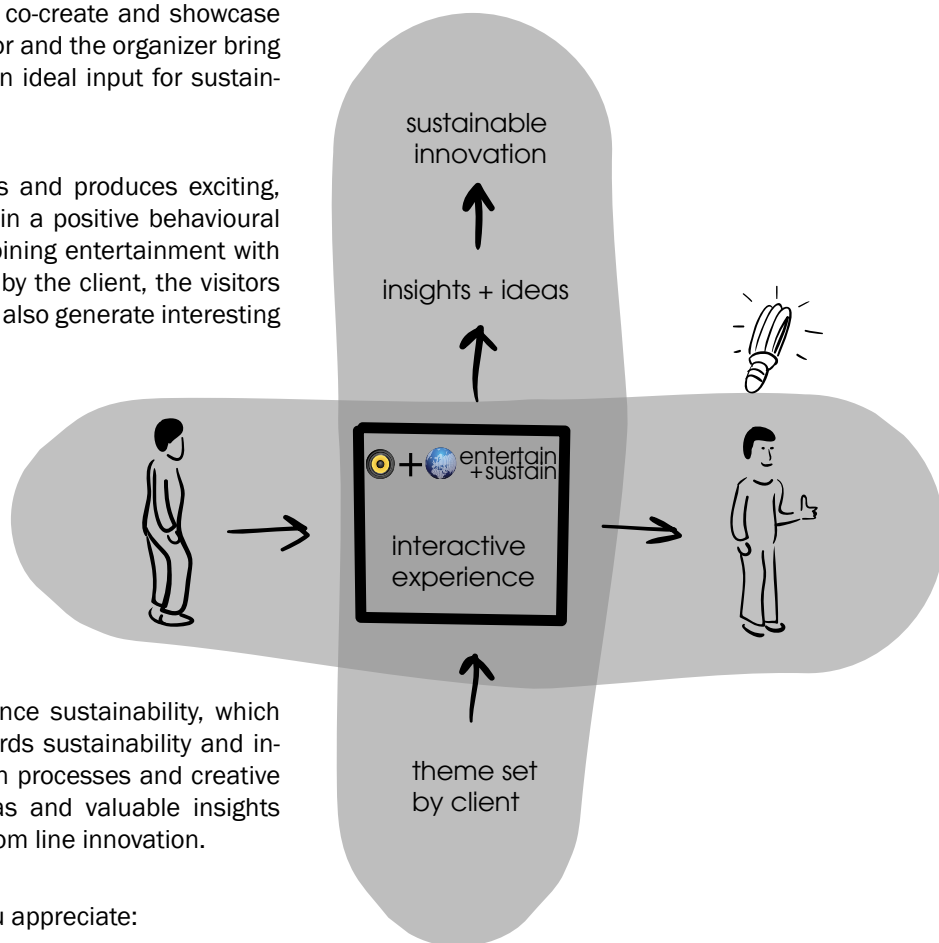 co-create and showcase
or and the organizer bring
n ideal input for sustain-
s and produces exciting,
in a positive behavioural
bining entertainment with
by the client, the visitors
also generate interesting
nce sustainability, which
rds sustainability and in-
n processes and creative
as and valuable insights
om line innovation.
u appreciate:
sustainable
innovation
insights + ideas
+ entertain
+sustain
interactive
experience
theme set
by client